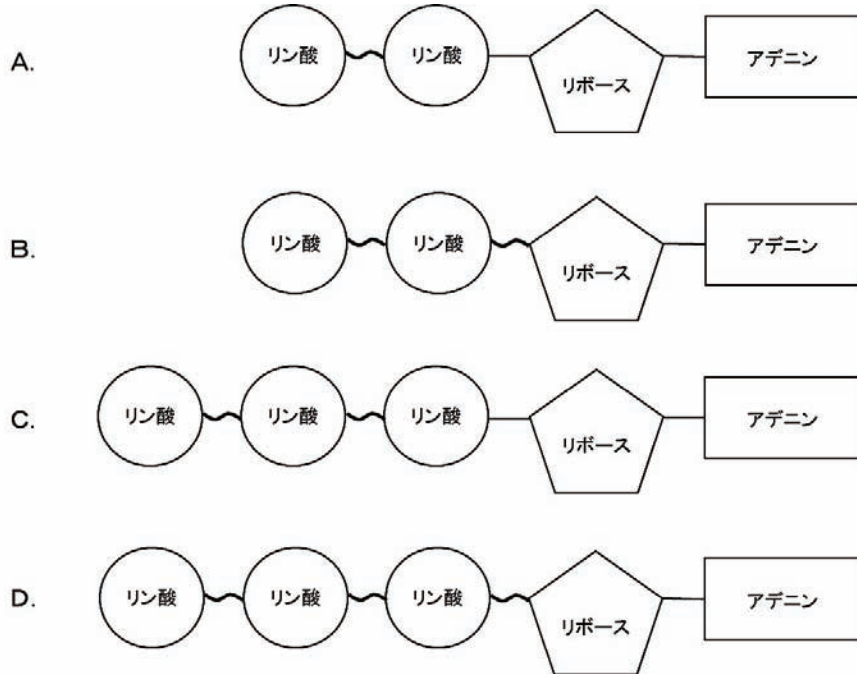 A. リン酸 リン酸 リボース アデニン
B. リン酸 リン酸 リボース アデニン
C. リン酸 リン酸 リン酸 リボース アデニン
D. リン酸 リン酸 リン酸 リボース アデニン